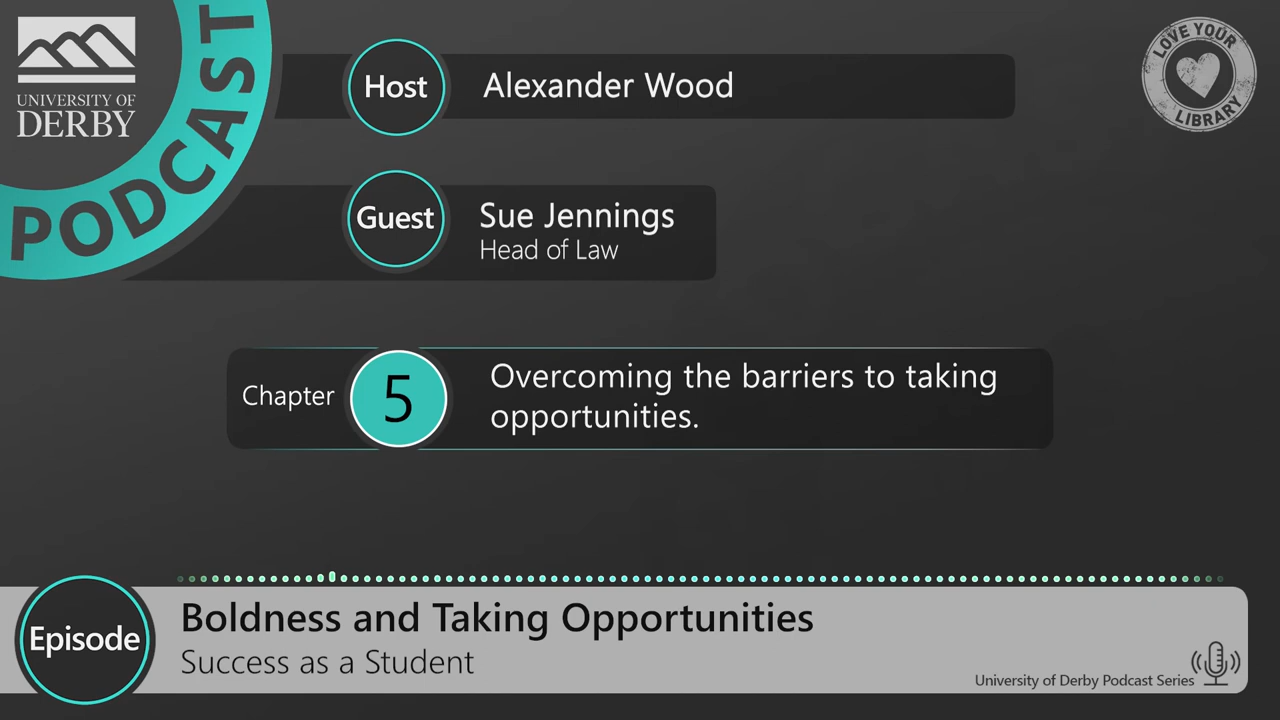 UNIVERSITY OF
DERBY
PODCAST
Host
Alexander Wood
LOVE YOUR
LIBRARY
Guest
Sue Jennings
Head of Law
Chapter
5
Overcoming the barriers to taking
opportunities.
Episode
Boldness and Taking Opportunities
Success as a Student
University of Derby Podcast Series